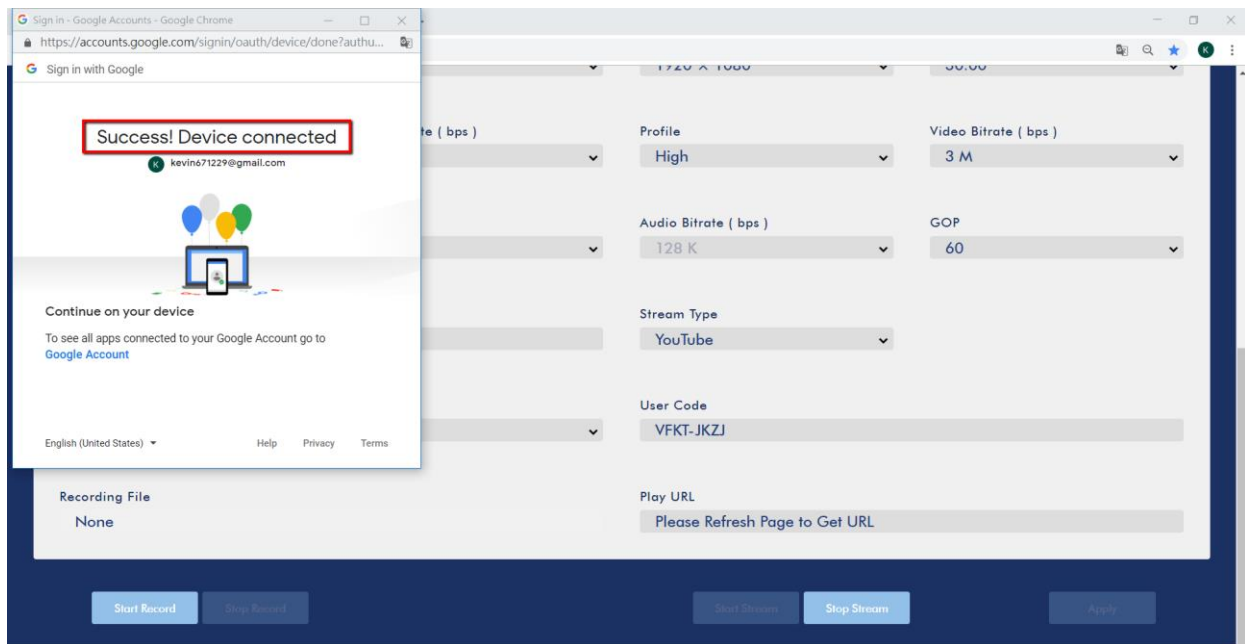 Sign in - Google Accounts - Google Chrome
https://accounts.google.com/signin/oauth/device/done?authu...
Sign in with Google
Success! Device connected
K kevin671229@gmail.com
Continue on your device
To see all apps connected to your Google Account go to
Google Account
English (United States)
Help Privacy Terms
K
1920 X 1080 30.00
te ( bps ) Profile Video Bitrate ( bps )
High 3 M
Audio Bitrate ( bps ) GOP
128 K 60
Stream Type
YouTube
User Code
VFKT-JKZJ
Recording File Play URL
None Please Refresh Page to Get URL
Start Record Stop Record Start Stream Stop Stream Apply